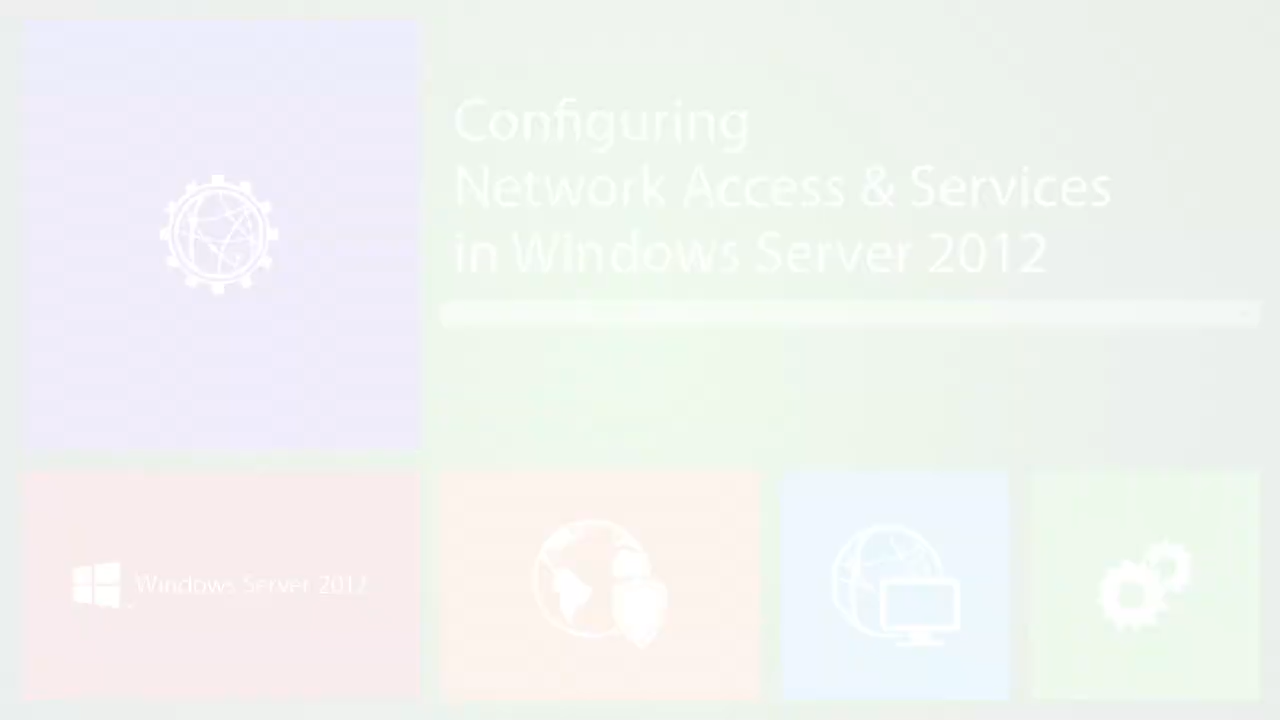 Configuring
Network Access & Services
in Windows Server 2012
Windows Server 2012